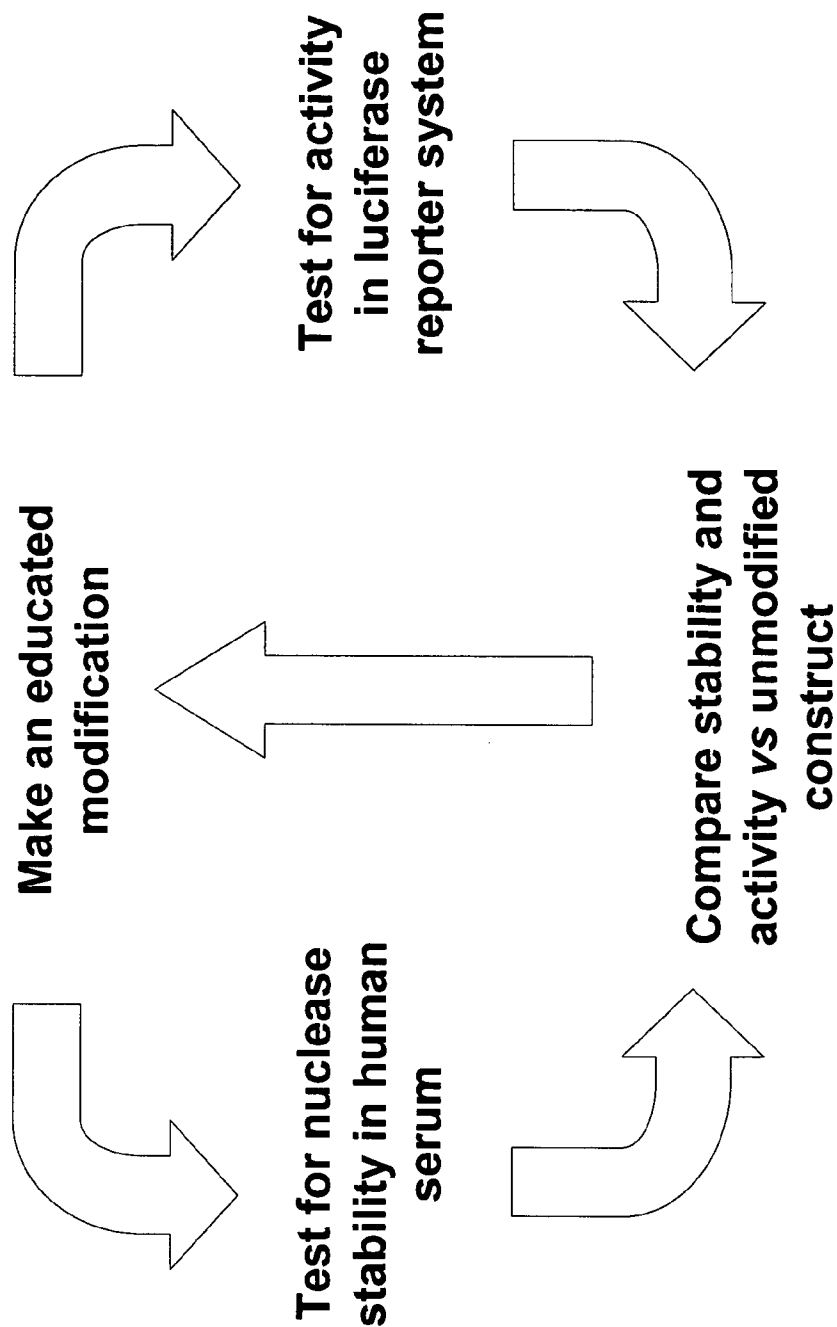 Make an educated
modification
Test for nuclease
stability in human
serum
Test for activity
in luciferase
reporter system
Compare stability and
activity vs unmodified
construct